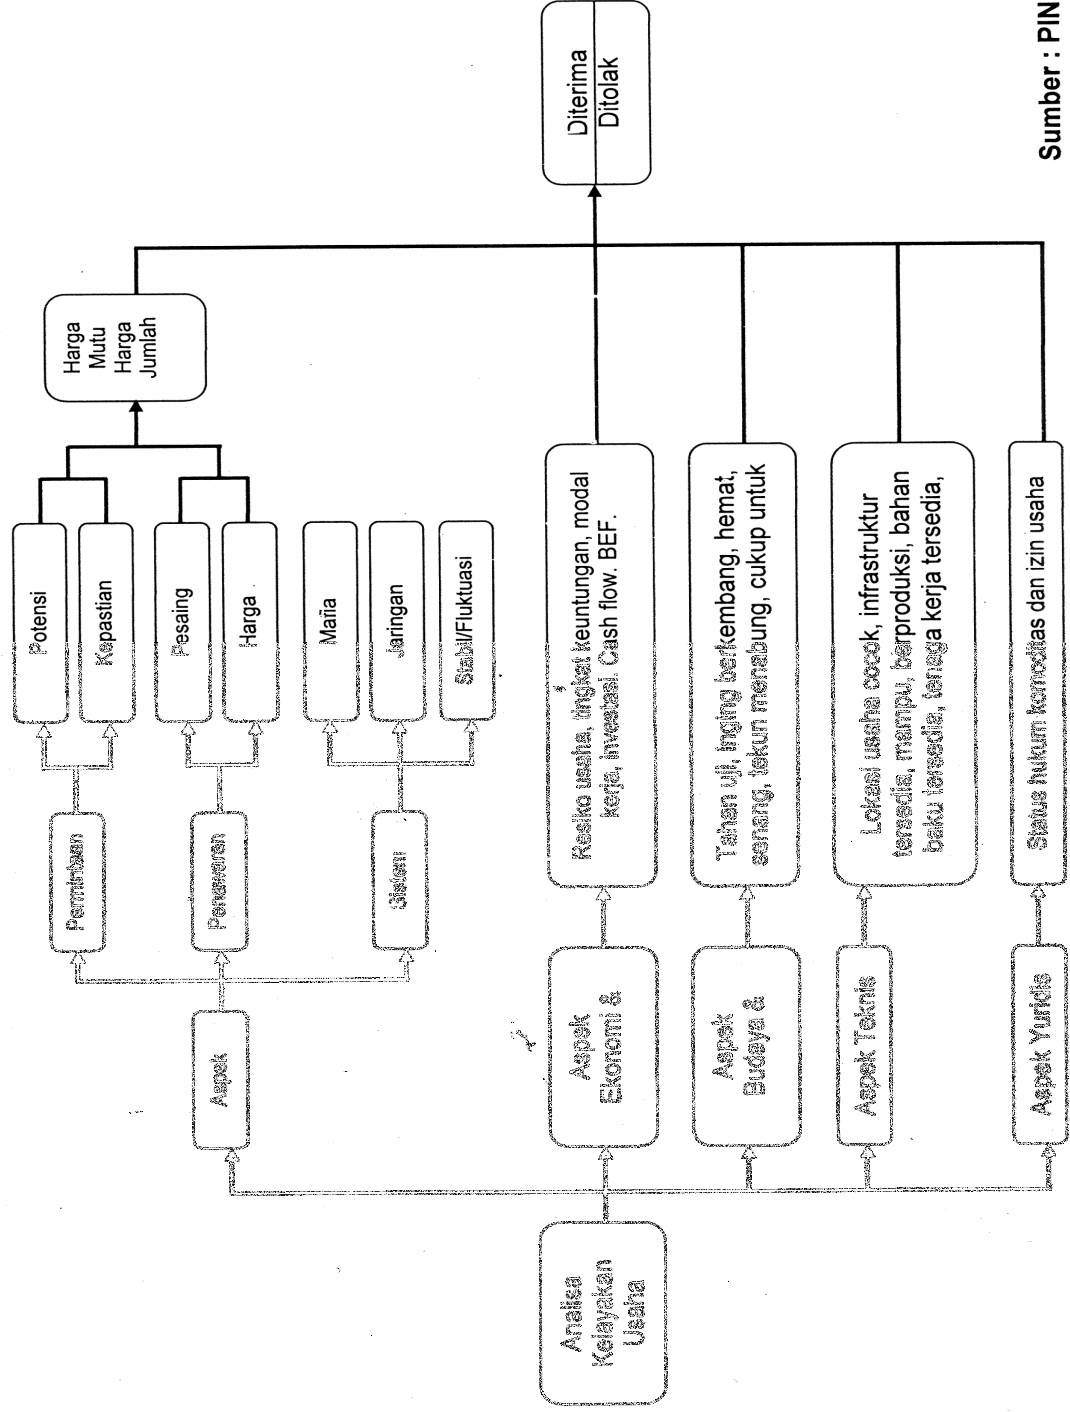 Analisa
Kelayakan
Usaha
Aspek
Permintaan
Potensi
Kepastian
Penawaran
Pesaing
Harga
Sistem
Mafia
Jaringan
Stabil/Fluktuasi
Harga
Mutu
Harga
Jumlah
Aspek
Ekonomi &
Resiko usaha, tingkat keuntungan, modal
kerja, investasi. Cash flow. BEF.
Aspek
Budaya &
Tahan uji, inging berkembang, hemat,
senang, tekun menabung, cukup untuk
Aspek Teknis
Lokasi usaha cocok, infrastruktur
tersedia, mampu, berproduksi, bahan
baku tersedia, tenaga kerja tersedia,
Aspek Yuridis
Status hukum komoditas dan izin usaha
Diterima
Ditolak
Sumber : PIN